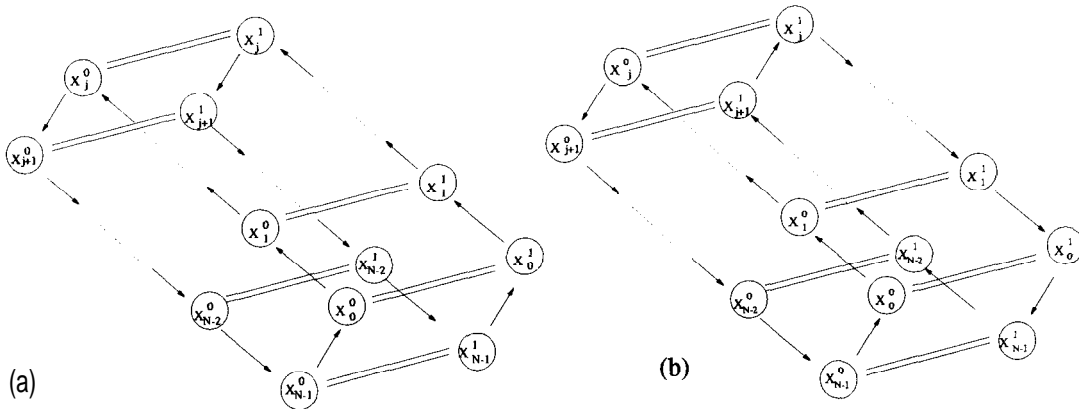 X_j^1
X_j^0
X_{j+1}^1
X_{j+1}^0
X_1^1
X_1^0
X_0^1
X_{N-2}^1
X_{N-2}^0
X_0^0
X_{N-1}^1
X_{N-1}^0
(a)
X_j^1
X_j^0
X_{j+1}^1
X_{j+1}^0
X_1^1
X_1^0
X_0^1
X_{N-2}^1
X_{N-2}^0
X_0^0
X_{N-1}^1
X_{N-1}^0
(b)